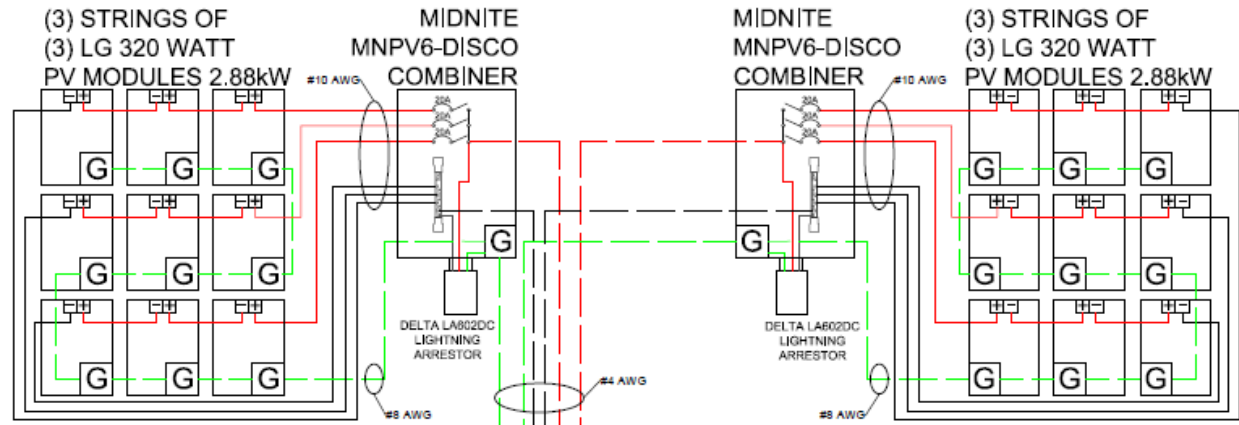 (3) STRINGS OF
(3) LG 320 WATT
PV MODULES 2.88kW
#10 AWG
MIDNITE
MNPV6-DISCO
COMBINER
20A
20A
20A
- +
- +
- +
G
G
G
- +
- +
- +
G
G
G
- +
- +
- +
G
G
G
G
DELTA LA602DC
LIGHTNING
ARRESTOR
#8 AWG
#4 AWG
MIDNITE
MNPV6-DISCO
COMBINER
#10 AWG
(3) STRINGS OF
(3) LG 320 WATT
PV MODULES 2.88kW
20A
20A
20A
G
DELTA LA602DC
LIGHTNING
ARRESTOR
#8 AWG
+ -
+ -
+ -
G
G
G
+ -
+ -
+ -
G
G
G
+ -
+ -
+ -
G
G
G